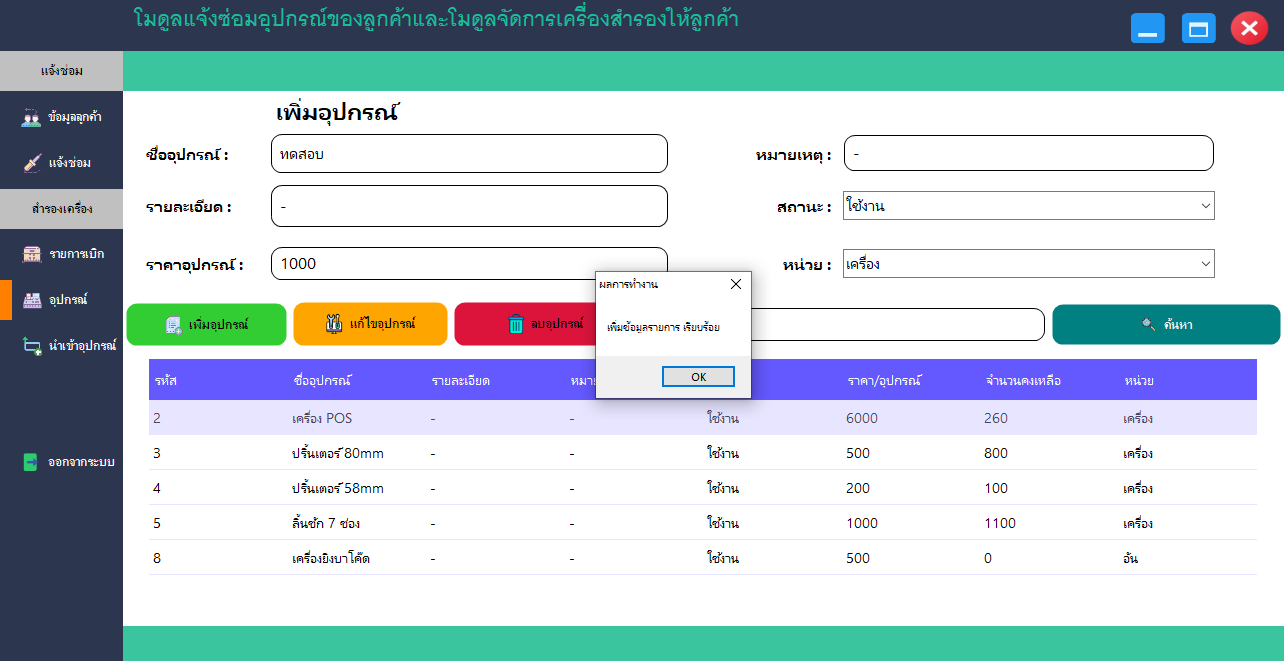 โมดูลแจ้งซ่อมอุปกรณ์ของลูกค้าและโมดูลจัดการเครื่องสำรองให้ลูกค้า
แจ้งซ่อม
ข้อมูลลูกค้า
แจ้งซ่อม
สำรองเครื่อง
รายการเบิก
อุปกรณ์
นำเข้าอุปกรณ์
ออกจากระบบ
เพิ่มอุปกรณ์
ชื่ออุปกรณ์ : ทดสอบ หมายเหตุ : -
รายละเอียด : - สถานะ : ใช้งาน
ราคาอุปกรณ์ : 1000 หน่วย : เครื่อง
ผลการทำงาน
เพิ่มข้อมูลรายการ เรียบร้อย
OK
เพิ่มอุปกรณ์ แก้ไขอุปกรณ์ ลบอุปกรณ์ ค้นหา
รหัส ชื่ออุปกรณ์ รายละเอียด หมาย ราคา/อุปกรณ์ จำนวนคงเหลือ หน่วย
2 เครื่อง POS - - ใช้งาน 6000 260 เครื่อง
3 ปริ้นเตอร์ 80mm - - ใช้งาน 500 800 เครื่อง
4 ปริ้นเตอร์ 58mm - - ใช้งาน 200 100 เครื่อง
5 ลิ้นชัก 7 ช่อง - - ใช้งาน 1000 1100 เครื่อง
8 เครื่องยิงบาโค๊ด - - ใช้งาน 500 0 อัน